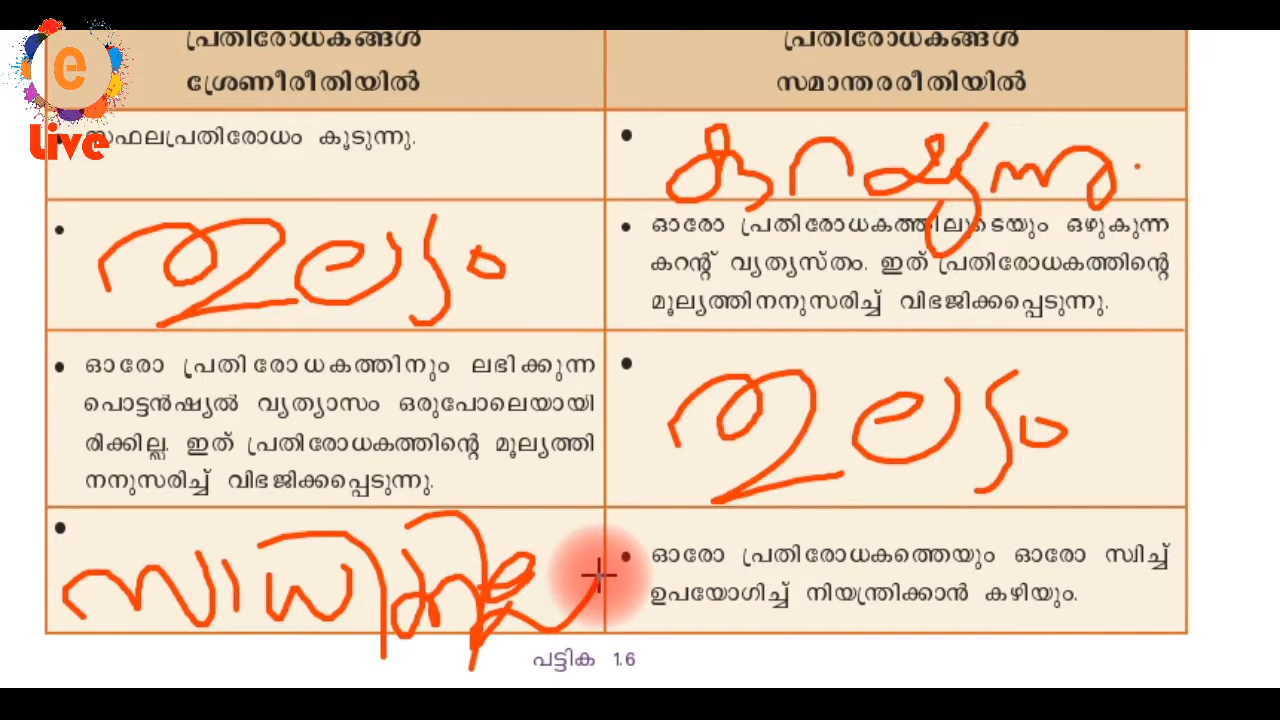 e
Live
പ്രതിരോധകങ്ങൾ
ശ്രേണീരീതിയിൽ
പ്രതിരോധകങ്ങൾ
സമാന്തരരീതിയിൽ
• സഫലപ്രതിരോധം കൂടുന്നു.
• കുറയുന്നു.
• തുല്യം
• ഓരോ പ്രതിരോധകത്തിലൂടെയും ഒഴുകുന്ന
കറന്റ് വ്യത്യസ്തം. ഇത് പ്രതിരോധകത്തിന്റെ
മൂല്യത്തിനനുസരിച്ച് വിഭജിക്കപ്പെടുന്നു.
• ഓരോ പ്രതിരോധകത്തിനും ലഭിക്കുന്ന
പൊട്ടൻഷ്യൽ വ്യത്യാസം ഒരുപോലെയായി
രിക്കില്ല. ഇത് പ്രതിരോധകത്തിന്റെ മൂല്യത്തി
നനുസരിച്ച് വിഭജിക്കപ്പെടുന്നു.
• തുല്യം
•
• ഓരോ പ്രതിരോധകത്തെയും ഓരോ സ്വിച്ച്
ഉപയോഗിച്ച് നിയന്ത്രിക്കാൻ കഴിയും.
പട്ടിക 1.6